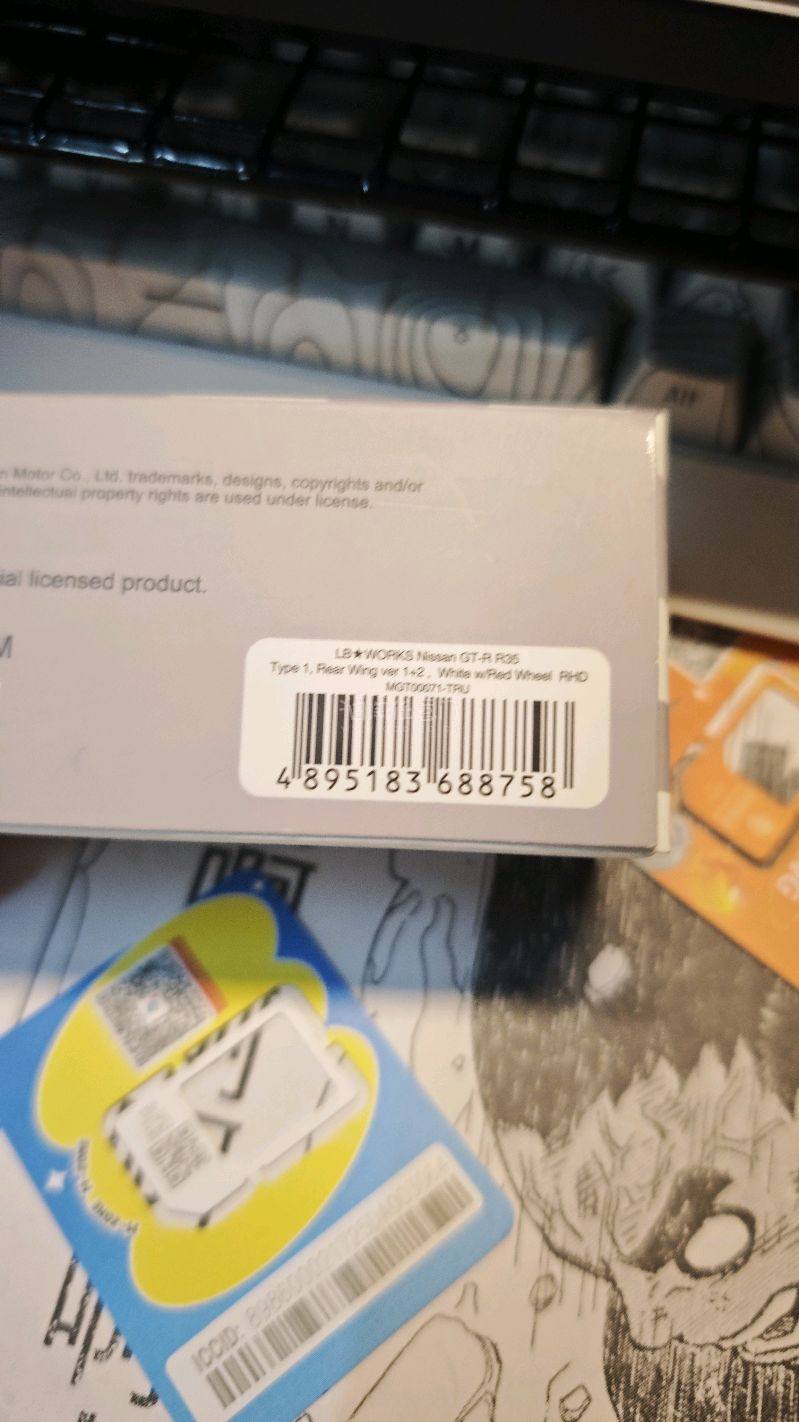 Alt
n Motor Co., Ltd. trademarks, designs, copyrights and/or
intellectual property rights are used under license.
ial licensed product.
M
LB★WORKS Nissan GT-R R35
Type 1, Rear Wing ver 1+2 , White w/Red Wheel RHD
MGT00071-TRU
4 895183 688758
ICCID: